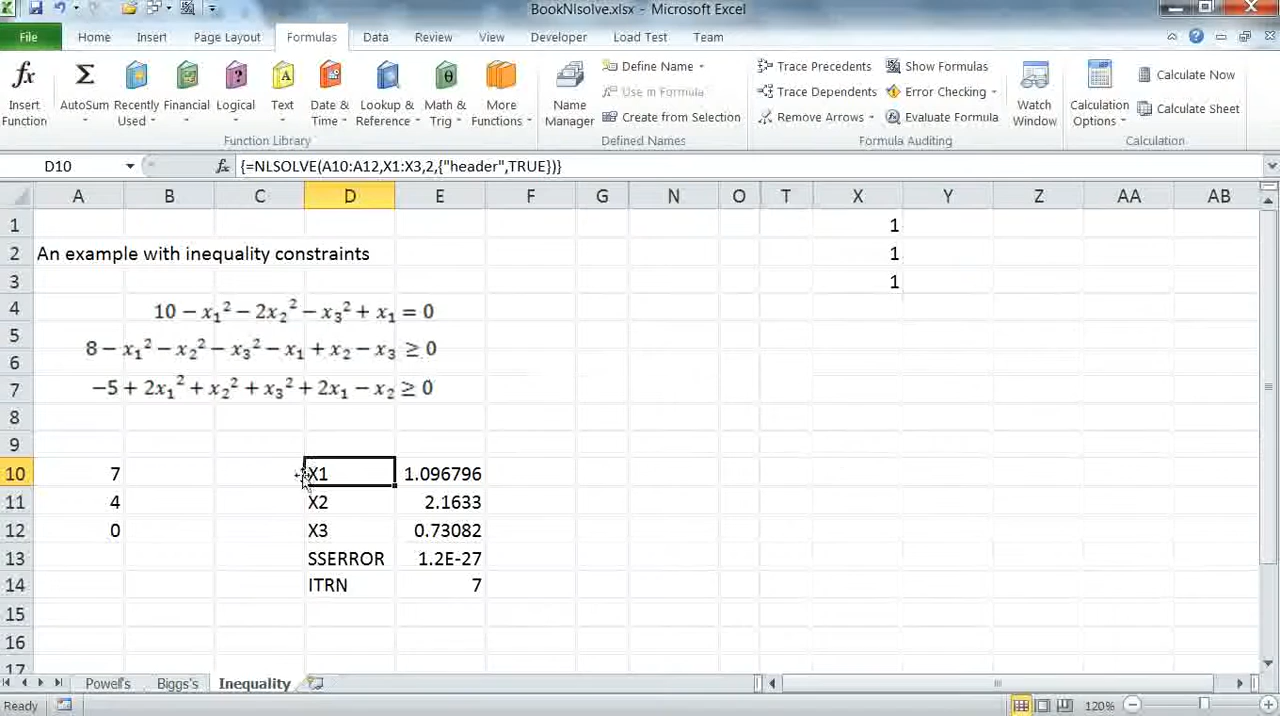 BookNlsolve.xlsx - Microsoft Excel
File Home Insert Page Layout Formulas Data Review View Developer Load Test Team
Insert Function
AutoSum
Recently Used
Financial
Logical
Text
Date & Time
Lookup & Reference
Math & Trig
More Functions
Function Library
Name Manager
Define Name
Use in Formula
Create from Selection
Defined Names
Trace Precedents
Trace Dependents
Remove Arrows
Show Formulas
Error Checking
Evaluate Formula
Formula Auditing
Watch Window
Calculation Options
Calculate Now
Calculate Sheet
Calculation
D10 fx {=NLSOLVE(A10:A12,X1:X3,2,{"header",TRUE})}
A B C D E F G N O T X Y Z AA AB
1 1
2 An example with inequality constraints 1
3 1
4 10 − x₁² − 2x₂² − x₃² + x₁ = 0
5 8 − x₁² − x₂² − x₃² − x₁ + x₂ − x₃ ≥ 0
6
7 −5 + 2x₁² + x₂² + x₃² + 2x₁ − x₂ ≥ 0
8
9
10 7 X1 1.096796
11 4 X2 2.1633
12 0 X3 0.73082
13 SSERROR 1.2E-27
14 ITRN 7
15
16
17
Powell's Biggs's Inequality
Ready 120%